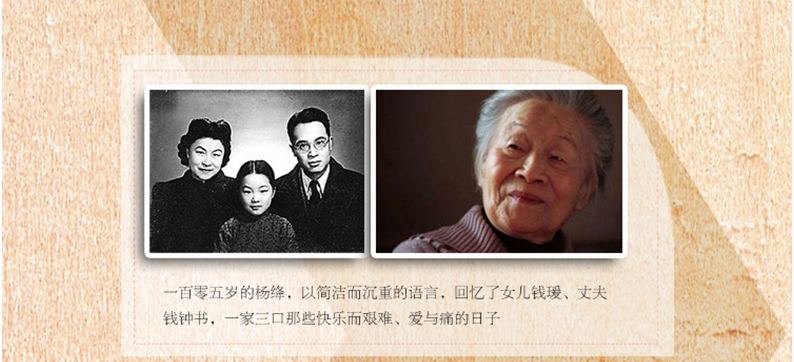 一百零五岁的杨绛，以简洁而沉重的语言，回忆了女儿钱瑗、丈夫
钱钟书，一家三口那些快乐而艰难、爱与痛的日子